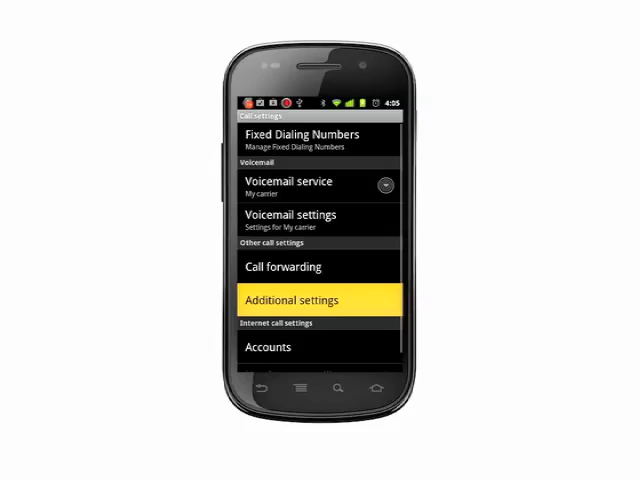 4:05
Call settings
Fixed Dialing Numbers
Manage Fixed Dialing Numbers
Voicemail
Voicemail service
My carrier
Voicemail settings
Settings for My carrier
Other call settings
Call forwarding
Additional settings
Internet call settings
Accounts